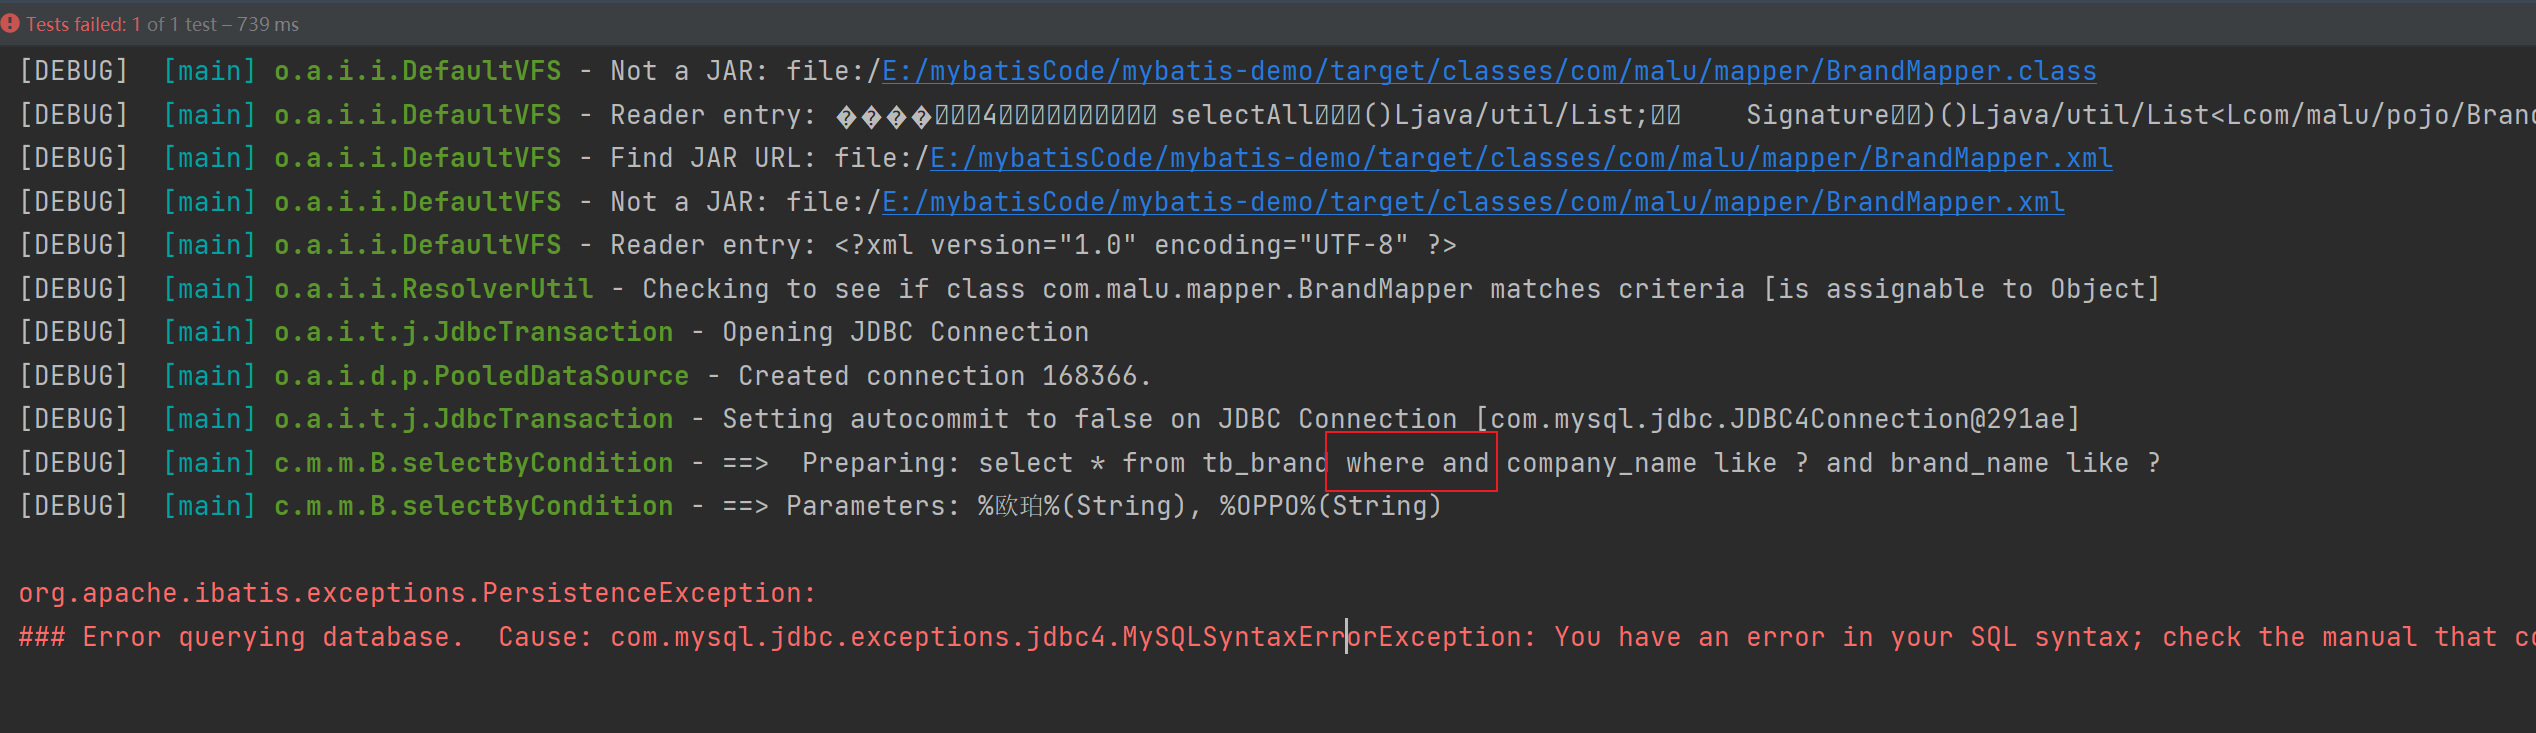 Tests failed: 1 of 1 test – 739 ms
[DEBUG] [main] o.a.i.i.DefaultVFS - Not a JAR: file:/E:/mybatisCode/mybatis-demo/target/classes/com/malu/mapper/BrandMapper.class
[DEBUG] [main] o.a.i.i.DefaultVFS - Reader entry: ����4 selectAll()Ljava/util/List; Signature)()Ljava/util/List<Lcom/malu/pojo/Bran
[DEBUG] [main] o.a.i.i.DefaultVFS - Find JAR URL: file:/E:/mybatisCode/mybatis-demo/target/classes/com/malu/mapper/BrandMapper.xml
[DEBUG] [main] o.a.i.i.DefaultVFS - Not a JAR: file:/E:/mybatisCode/mybatis-demo/target/classes/com/malu/mapper/BrandMapper.xml
[DEBUG] [main] o.a.i.i.DefaultVFS - Reader entry: <?xml version="1.0" encoding="UTF-8" ?>
[DEBUG] [main] o.a.i.i.ResolverUtil - Checking to see if class com.malu.mapper.BrandMapper matches criteria [is assignable to Object]
[DEBUG] [main] o.a.i.t.j.JdbcTransaction - Opening JDBC Connection
[DEBUG] [main] o.a.i.d.p.PooledDataSource - Created connection 168366.
[DEBUG] [main] o.a.i.t.j.JdbcTransaction - Setting autocommit to false on JDBC Connection [com.mysql.jdbc.JDBC4Connection@291ae]
[DEBUG] [main] c.m.m.B.selectByCondition - ==>  Preparing: select * from tb_brand where and company_name like ? and brand_name like ?
[DEBUG] [main] c.m.m.B.selectByCondition - ==> Parameters: %欧珀%(String), %OPPO%(String)
org.apache.ibatis.exceptions.PersistenceException:
### Error querying database.  Cause: com.mysql.jdbc.exceptions.jdbc4.MySQLSyntaxErrorException: You have an error in your SQL syntax; check the manual that co